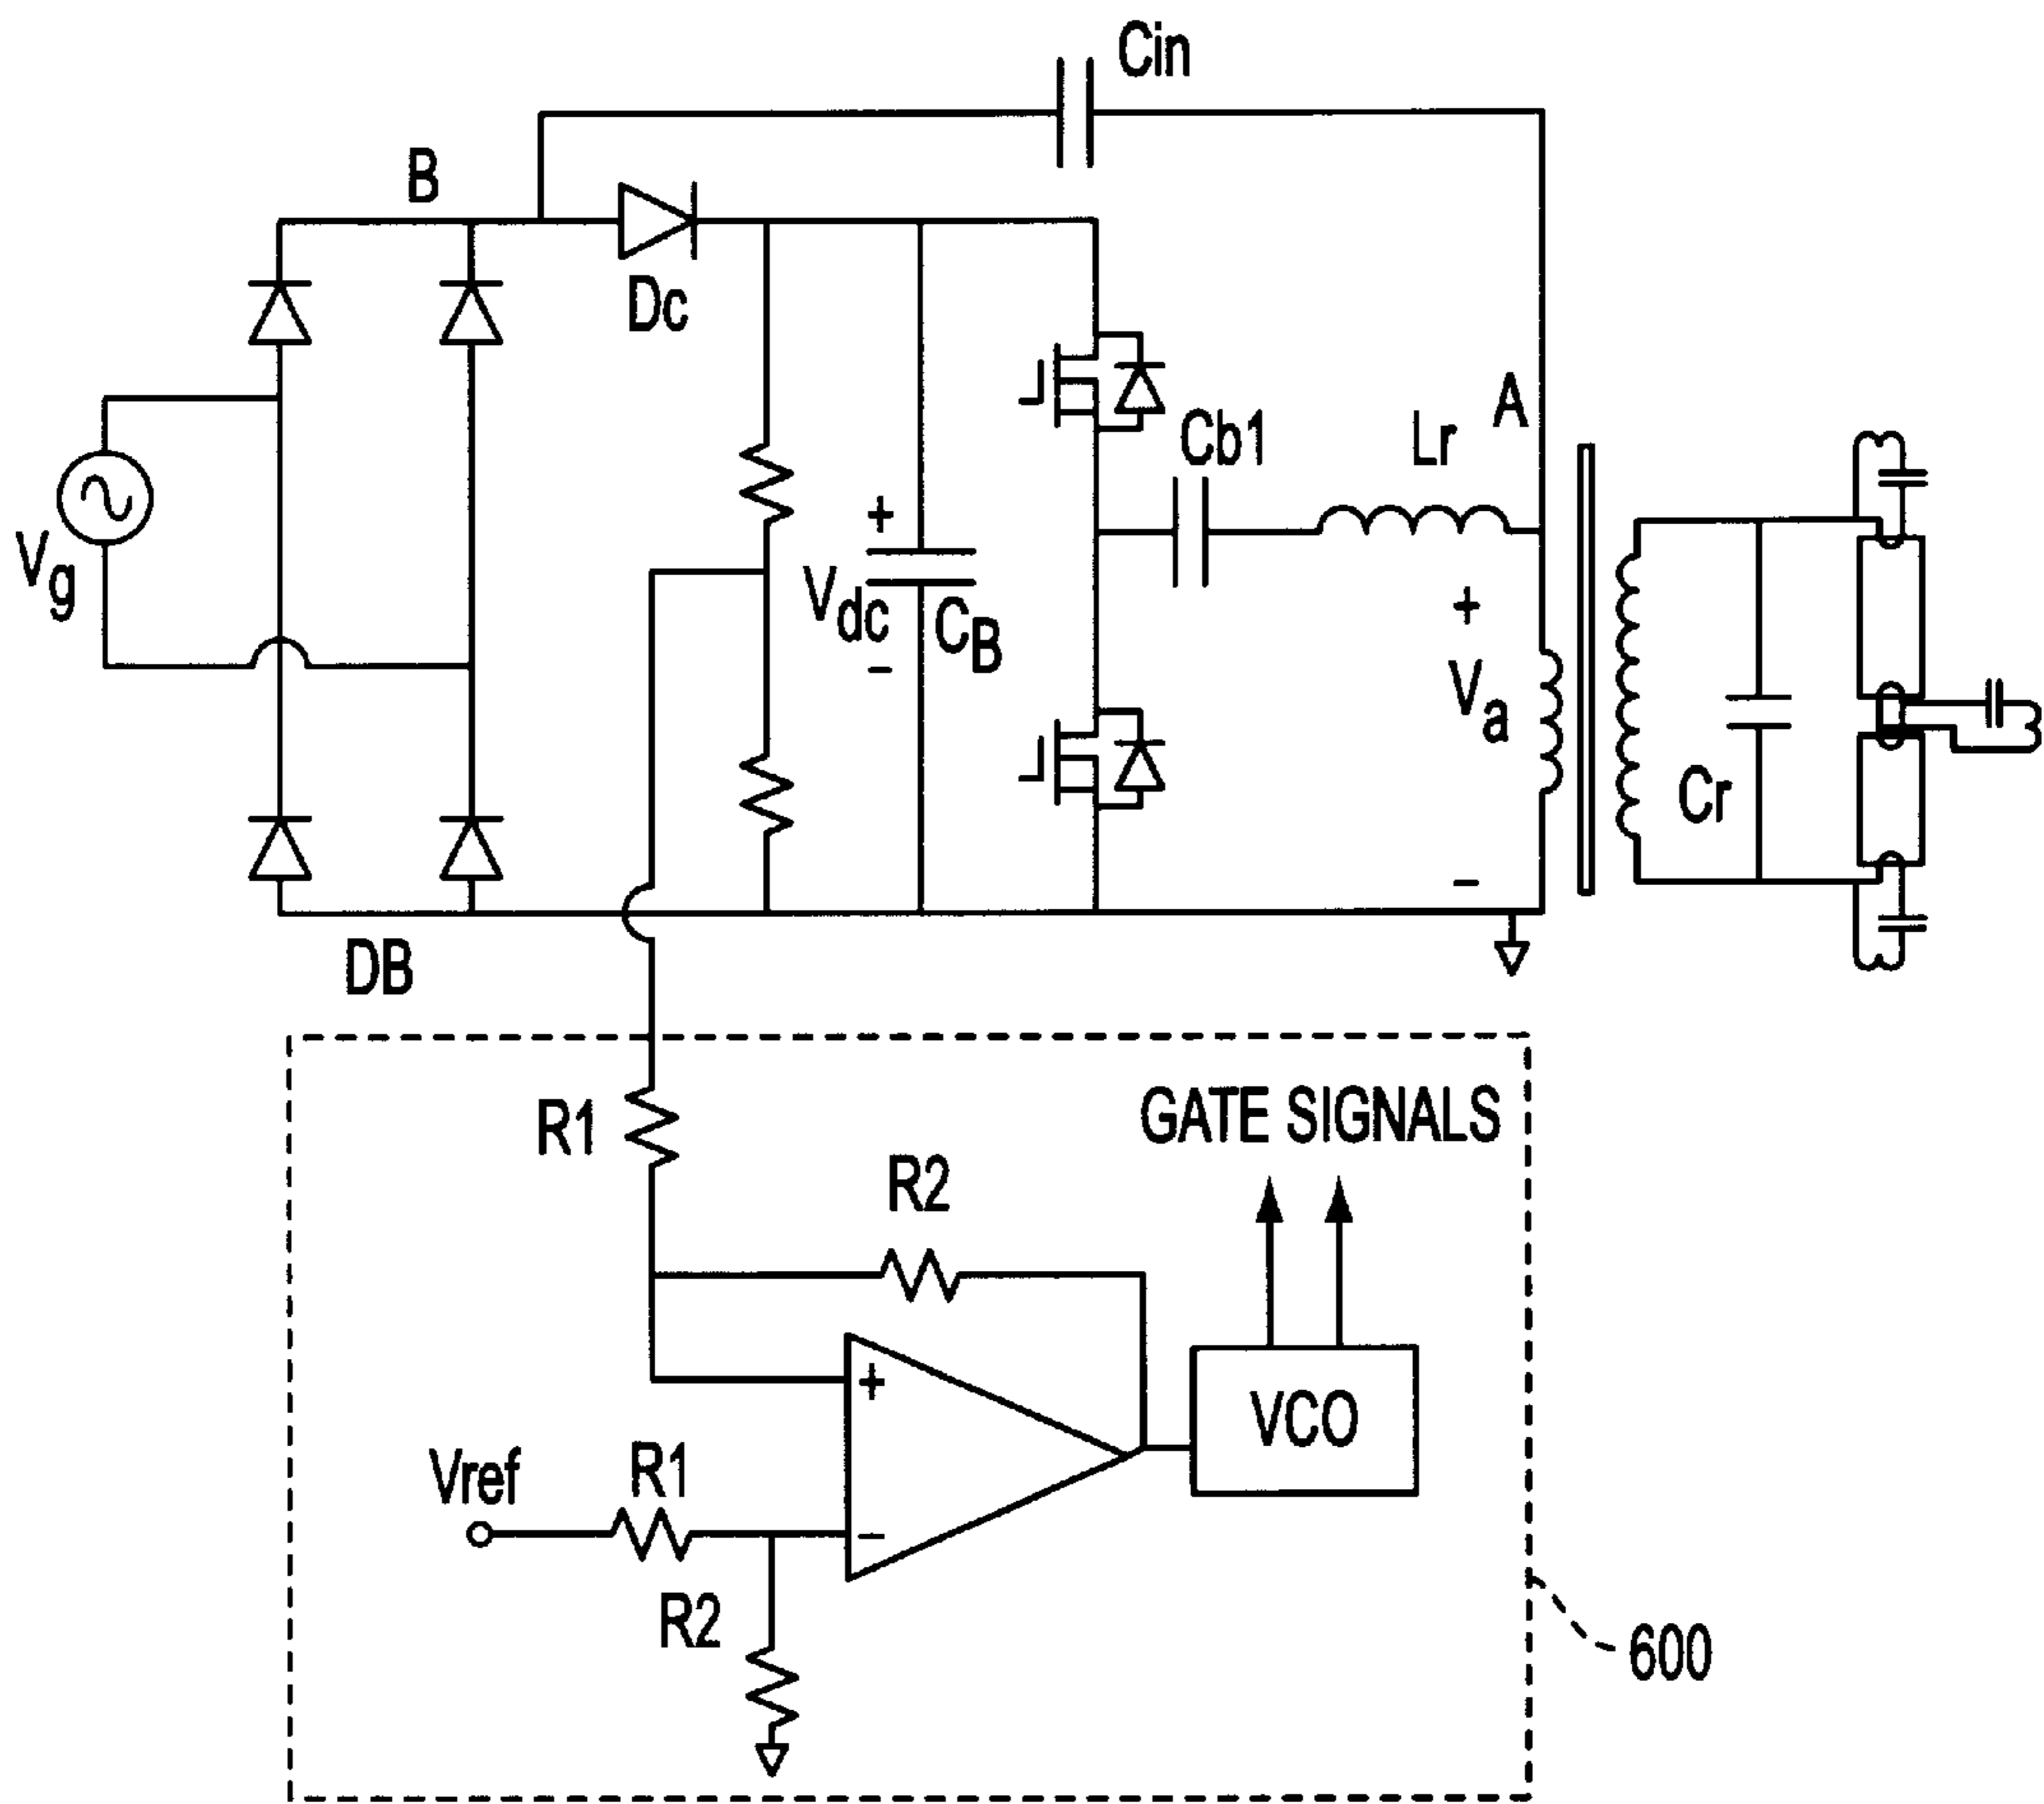 Cin
B
Dc
A
Cb1
Lr
Vg
+
Vdc
CB
-
+
Va
-
Cr
DB
R1
GATE SIGNALS
R2
+
VCO
Vref
R1
-
R2
600